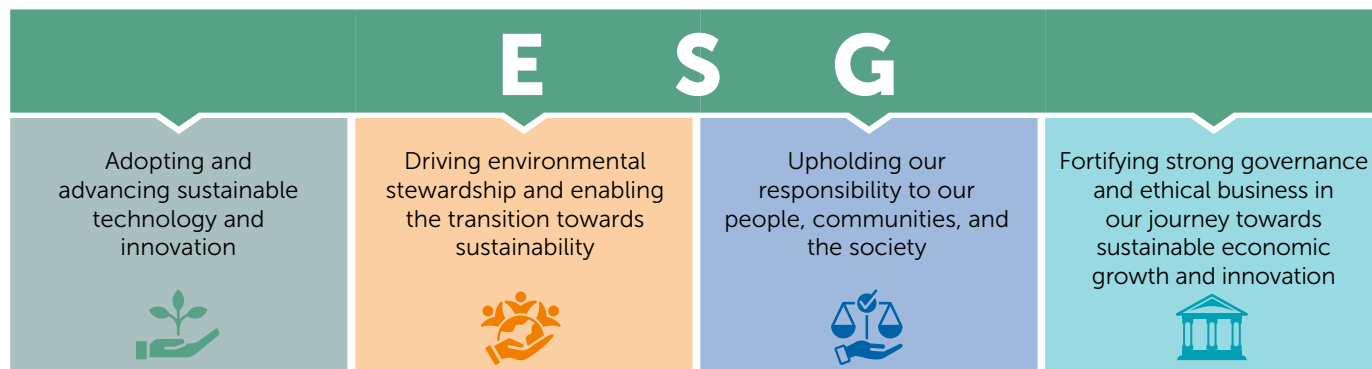 E S G
Adopting and
advancing sustainable
technology and
innovation
Driving environmental
stewardship and enabling
the transition towards
sustainability
Upholding our
responsibility to our
people, communities, and
the society
Fortifying strong governance
and ethical business in
our journey towards
sustainable economic
growth and innovation